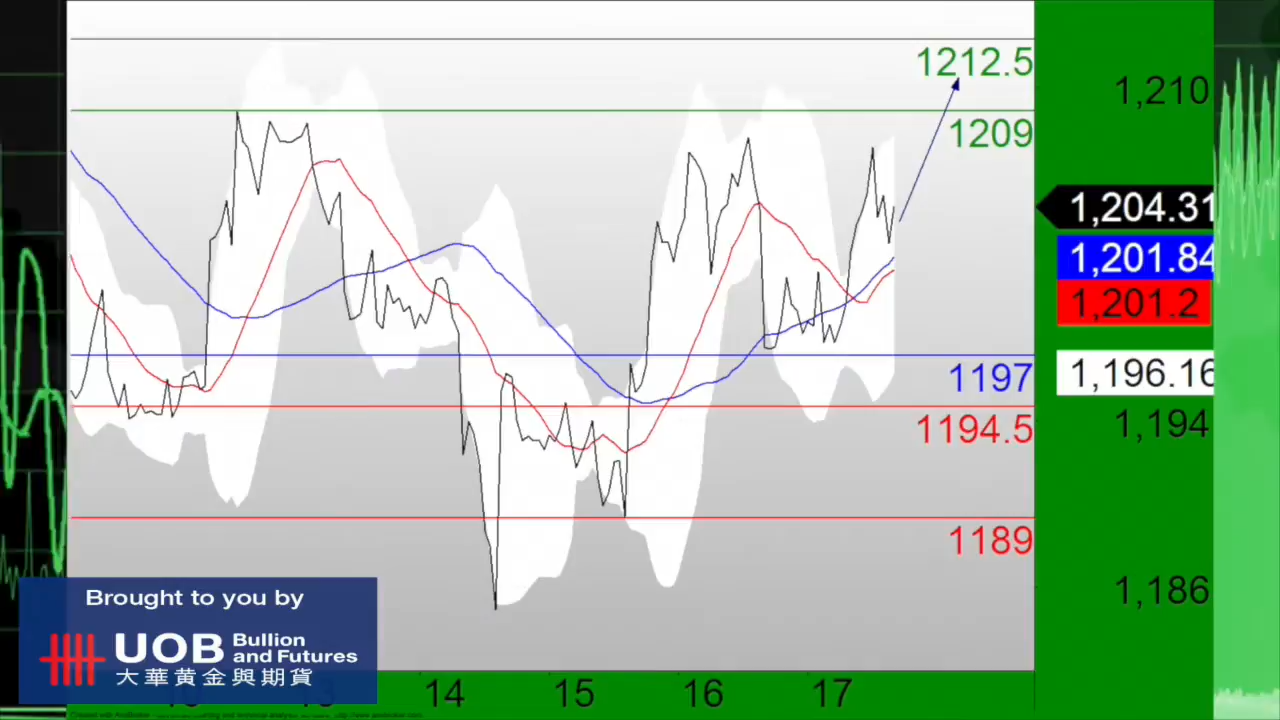 1212.5
1209
1197
1194.5
1189
1,210
1,204.31
1,201.84
1,201.2
1,196.16
1,194
1,186
Brought to you by
UOB Bullion
and Futures
大華黃金興期貨
13 14 15 16 17